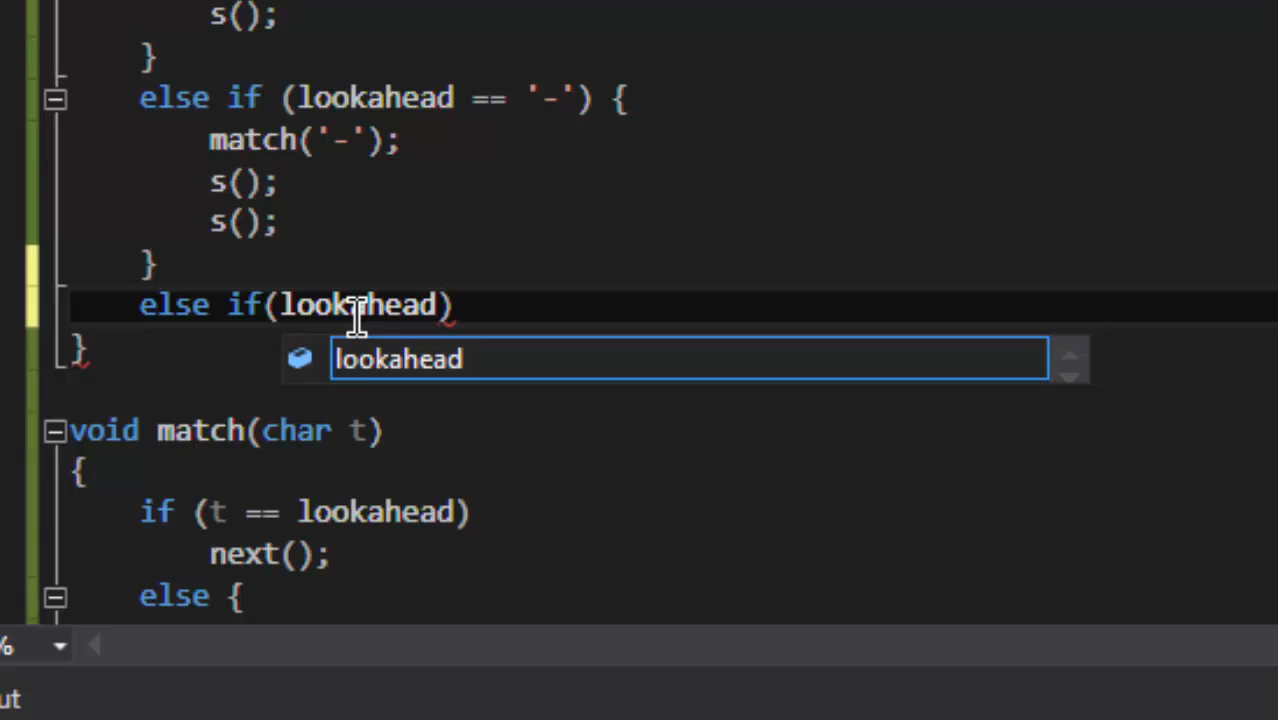 s();
}
else if (lookahead == '-') {
match('-');
s();
s();
}
else if(lookahead)
}
lookahead
void match(char t)
{
if (t == lookahead)
next();
else {
%
ut